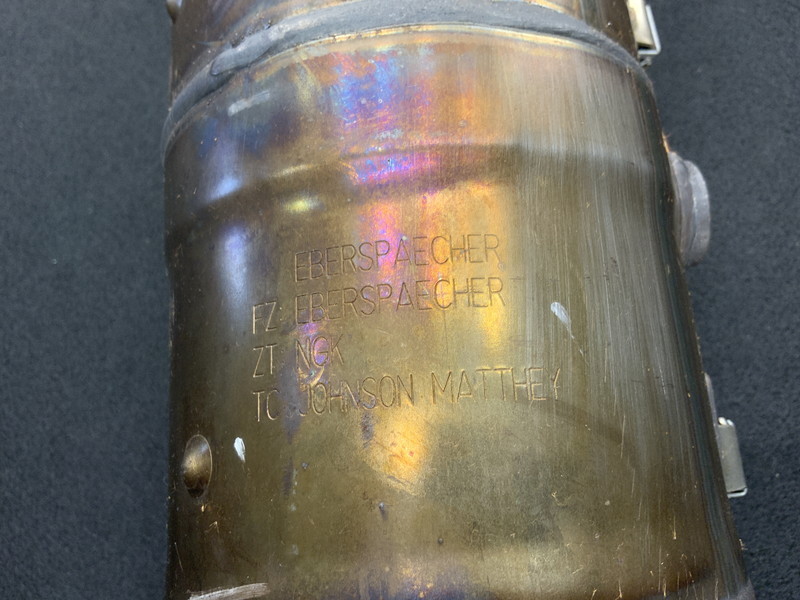 EBERSPAECHER
FZ: EBERSPAECHER
ZT: NGK
TC: JOHNSON MATTHEY